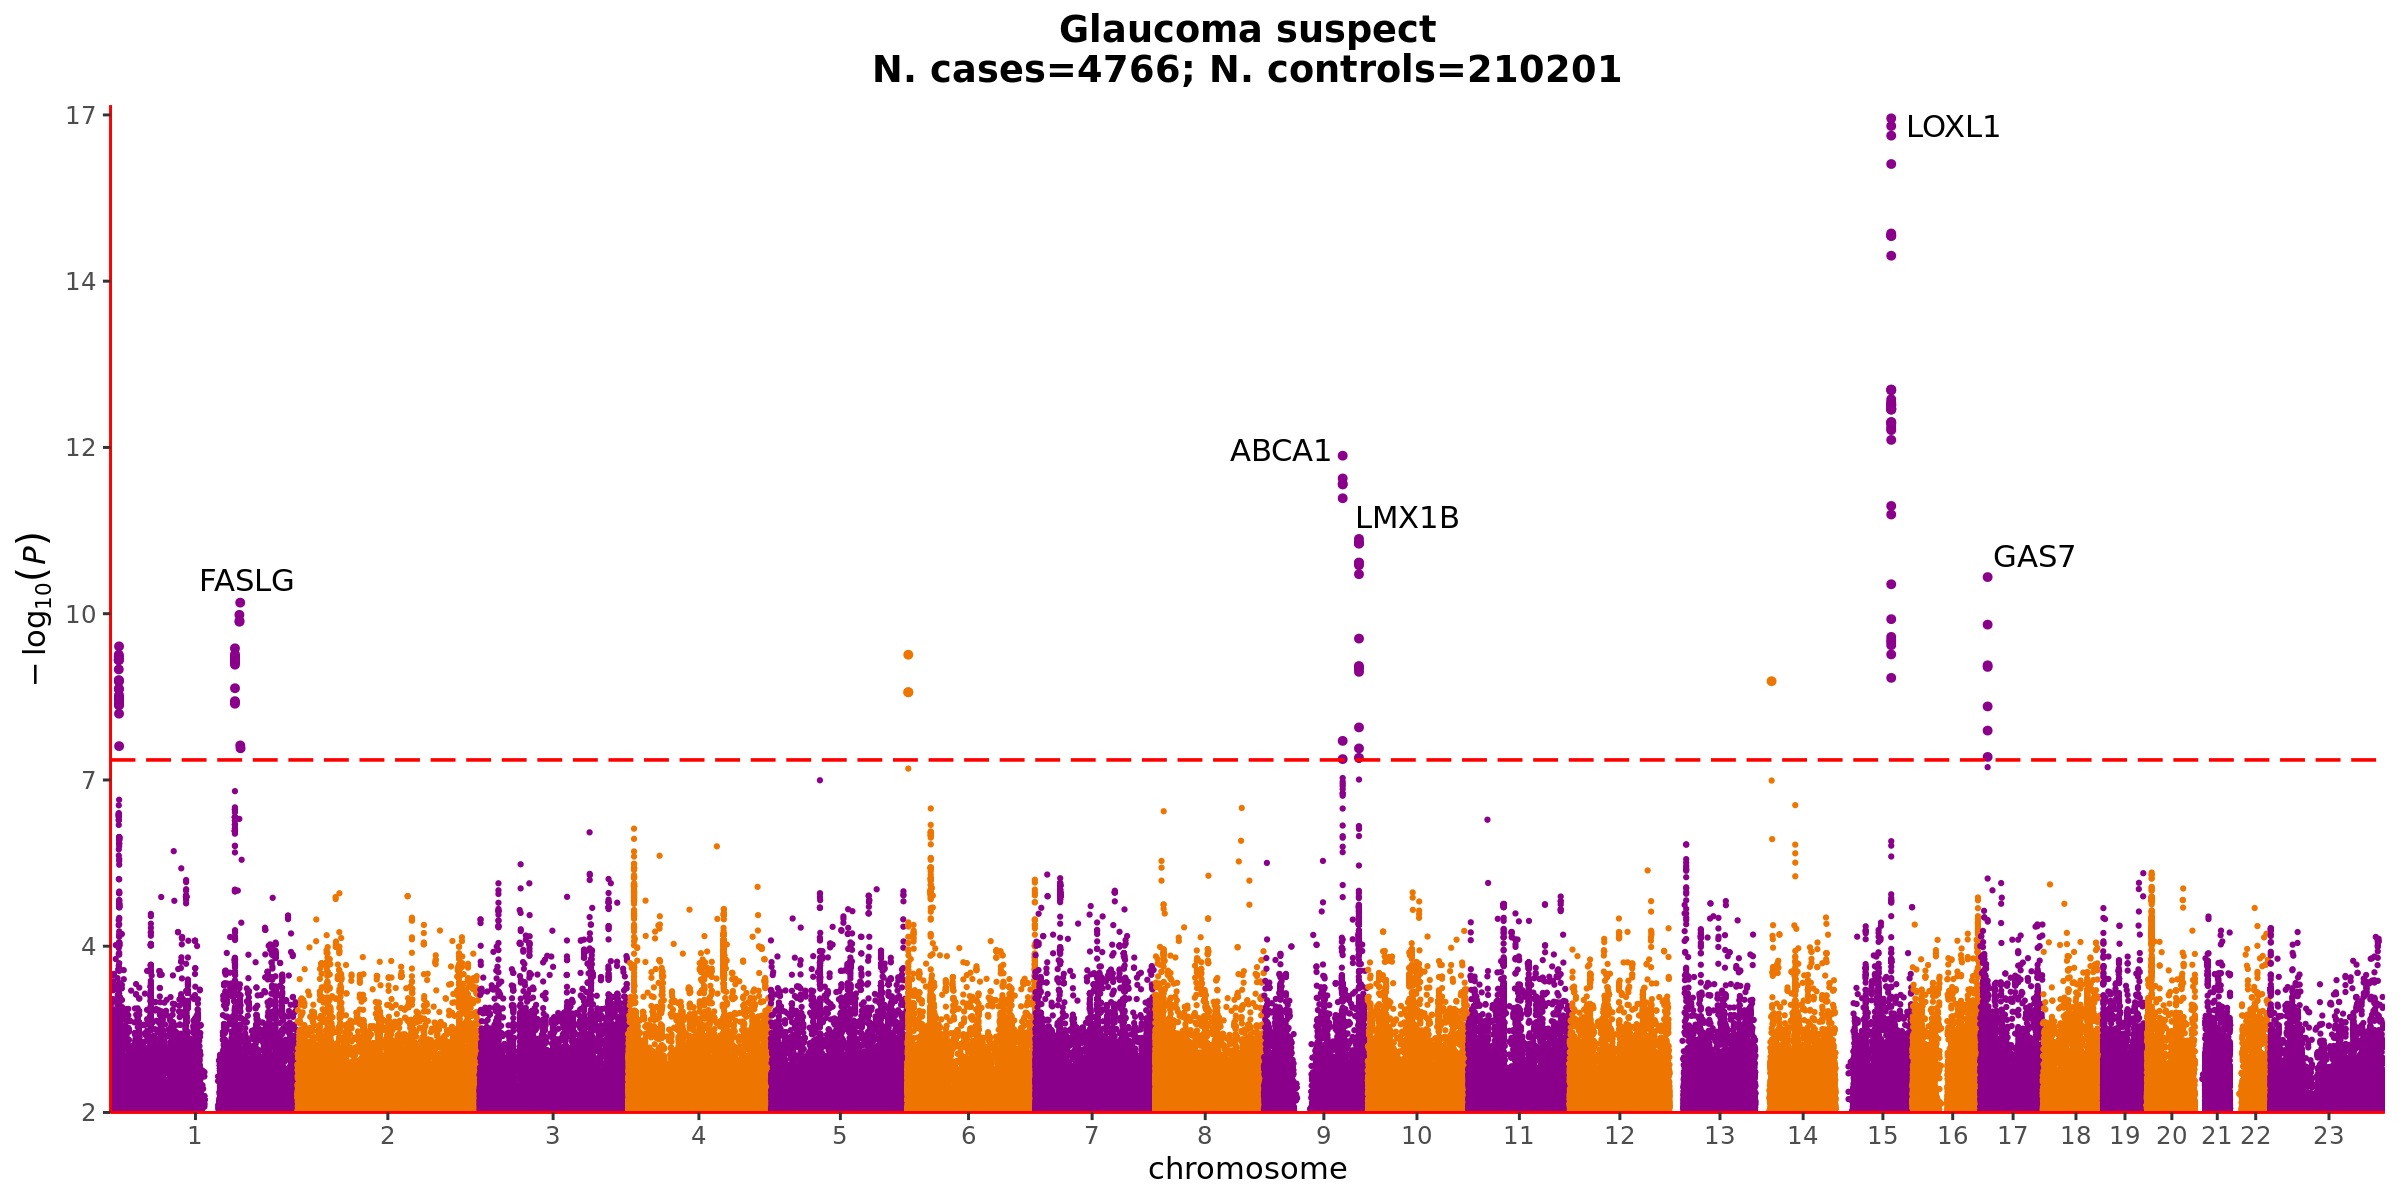 Glaucoma suspect
N. cases=4766; N. controls=210201
17
LOXL1
14
12
ABCA1
LMX1B
GAS7
FASLG
10
7
4
2
−log10(P)
1 2 3 4 5 6 7 8 9 10 11 12 13 14 15 16 17 18 19 20 21 22 23
chromosome